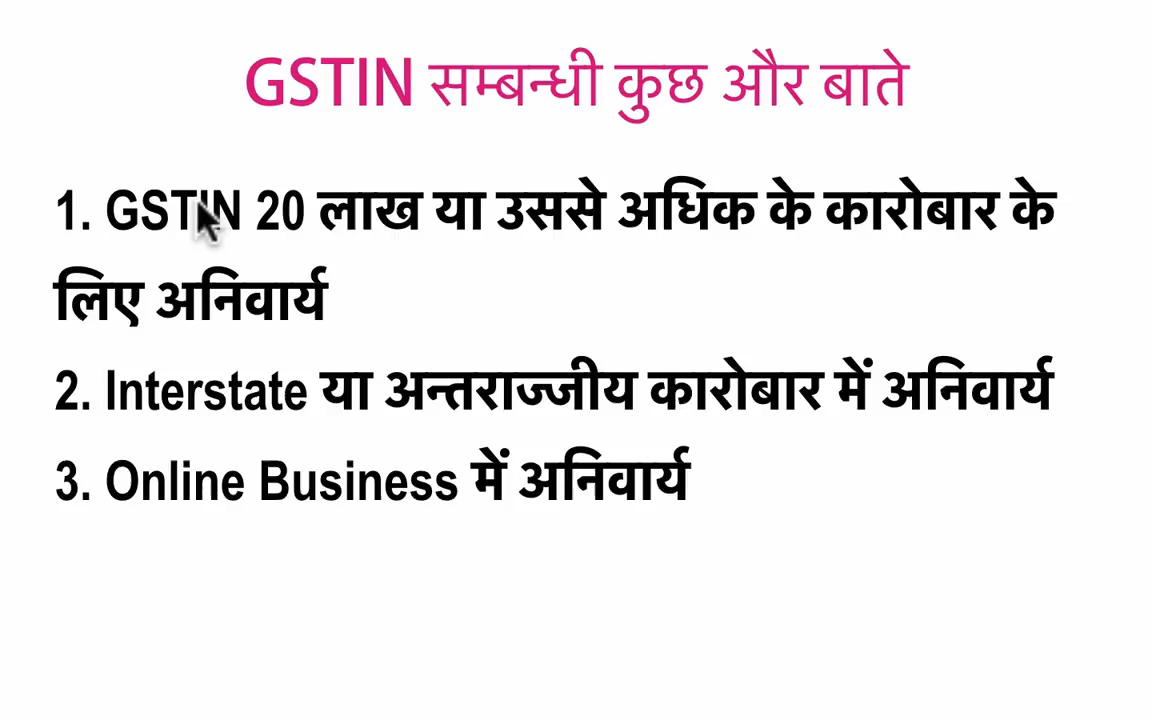 GSTIN सम्बन्धी कुछ और बाते
1. GSTIN 20 लाख या उससे अधिक के कारोबार के
लिए अनिवार्य
2. Interstate या अन्तराज्जीय कारोबार में अनिवार्य
3. Online Business में अनिवार्य